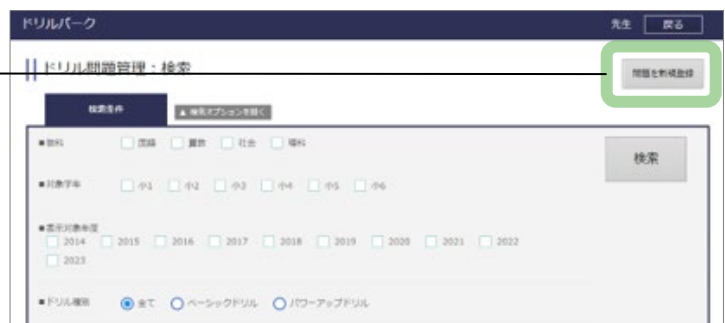 ドリルパーク
先生 戻る
ドリル問題管理：検索
問題を新規登録
検索条件 ▲ 検索オプションを開く
■教科 国語 算数 社会 理科
検索
■対象学年 小1 小2 小3 小4 小5 小6
■表示対象年度
2014 2015 2016 2017 2018 2019 2020 2021 2022
2023
■ドリル種別 全て ベーシックドリル パワーアップドリル